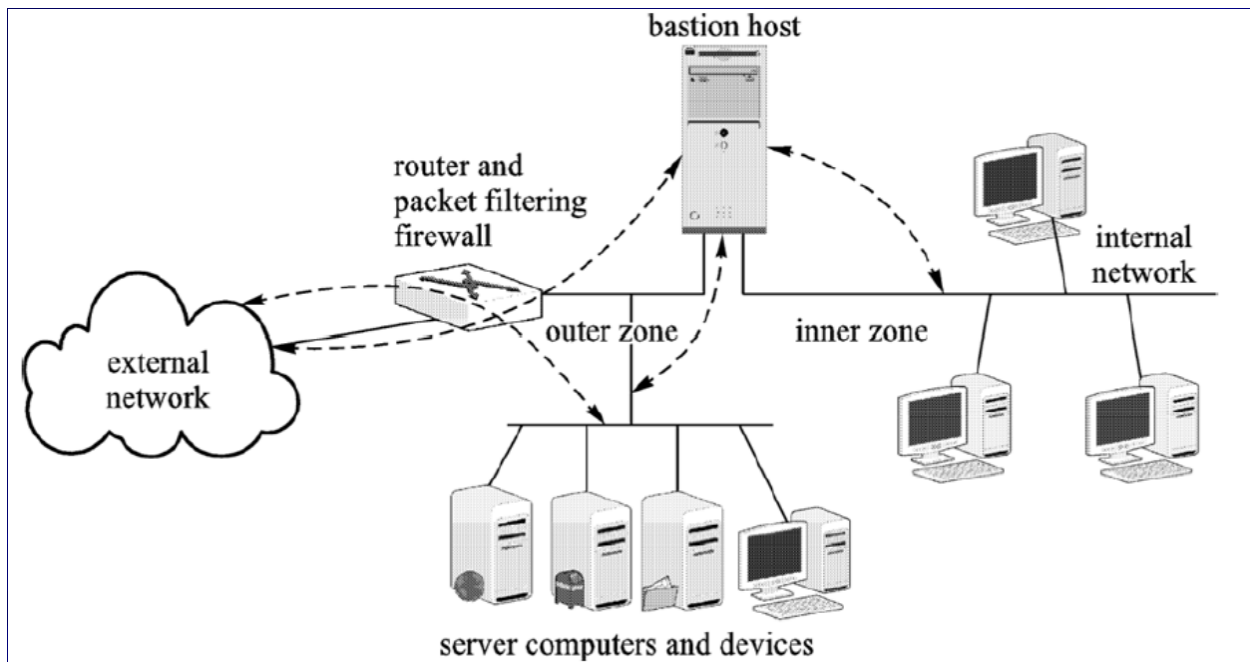 bastion host
router and
packet filtering
firewall
internal
network
outer zone
inner zone
external
network
server computers and devices